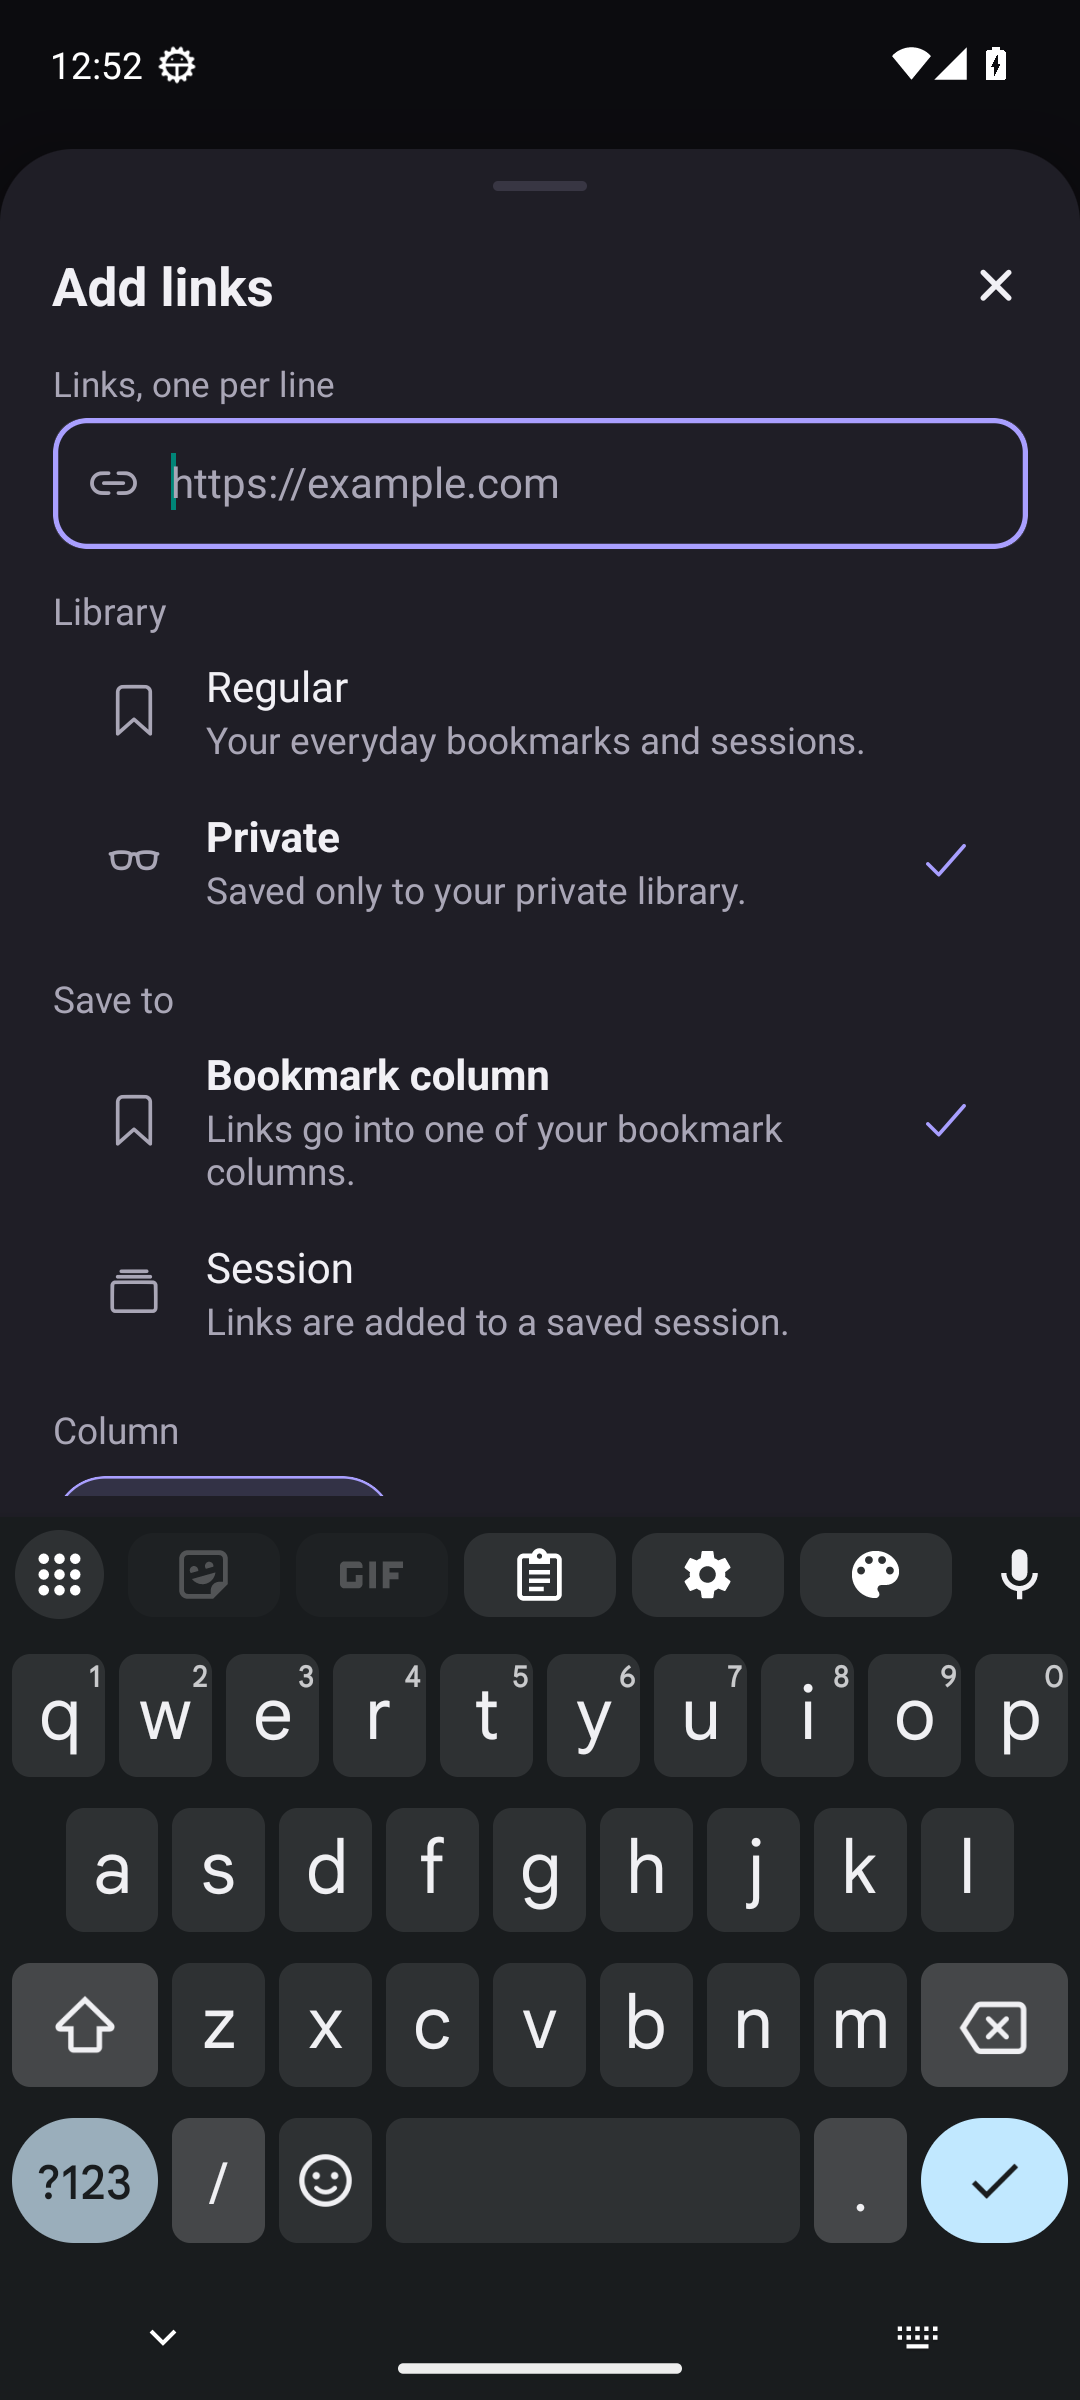 12:52
Add links
Links, one per line
https://example.com
Library
Regular
Your everyday bookmarks and sessions.
Private
Saved only to your private library.
Save to
Bookmark column
Links go into one of your bookmark
columns.
Session
Links are added to a saved session.
Column
GIF
q1 w2 e3 r4 t5 y6 u7 i8 o9 p0
a s d f g h j k l
z x c v b n m
?123 / .